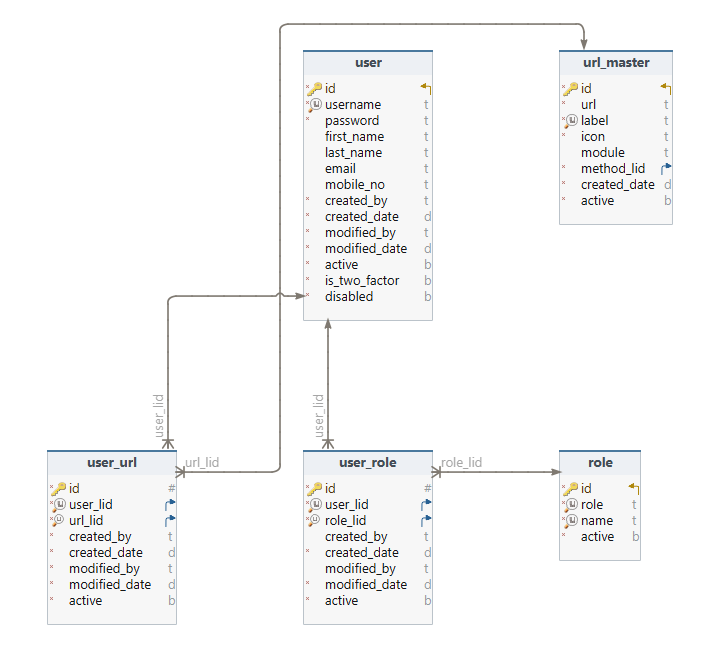 user
id
username t
password t
first_name t
last_name t
email t
mobile_no t
created_by t
created_date d
modified_by t
modified_date d
active b
is_two_factor b
disabled b
url_master
id
url t
label t
icon t
module t
method_lid
created_date d
active b
user_lid
url_lid
user_lid
role_lid
user_url
id #
user_lid
url_lid
created_by t
created_date d
modified_by t
modified_date d
active b
user_role
id #
user_lid
role_lid
created_by t
created_date d
modified_by t
modified_date d
active b
role
id
role t
name t
active b